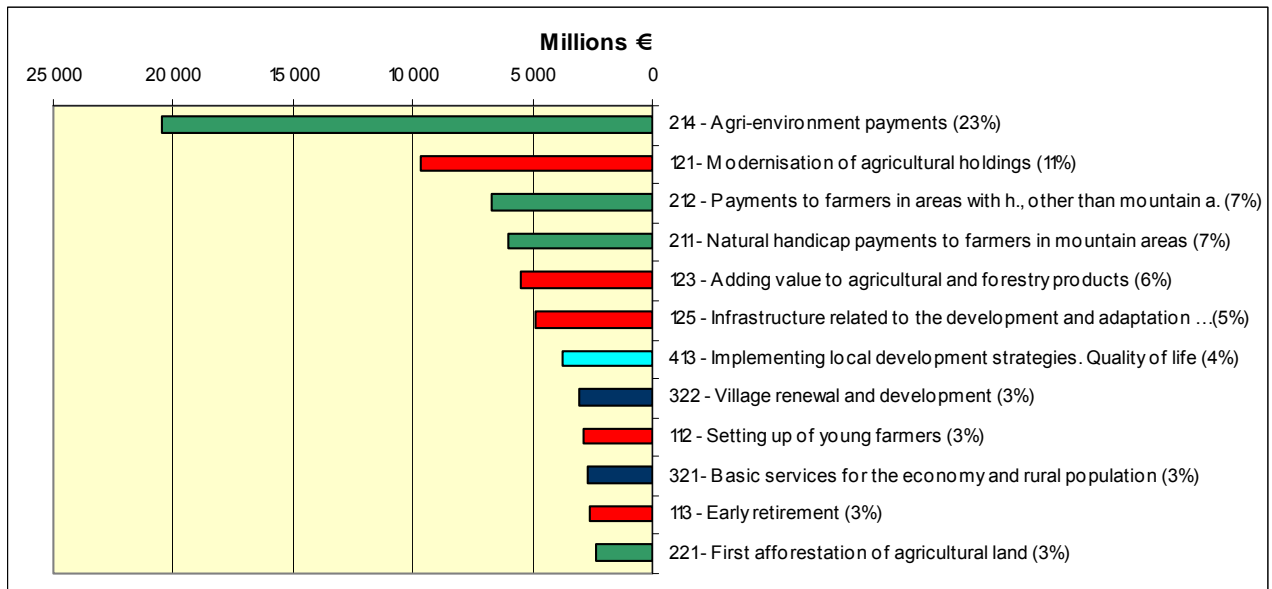 Millions €
25 000 20 000 15 000 10 000 5 000 0
214 - Agri-environment payments (23%)
121 - Modernisation of agricultural holdings (11%)
212 - Payments to farmers in areas with h., other than mountain a. (7%)
211 - Natural handicap payments to farmers in mountain areas (7%)
123 - Adding value to agricultural and forestry products (6%)
125 - Infrastructure related to the development and adaptation ...(5%)
413 - Implementing local development strategies. Quality of life (4%)
322 - Village renewal and development (3%)
112 - Setting up of young farmers (3%)
321 - Basic services for the economy and rural population (3%)
113 - Early retirement (3%)
221 - First afforestation of agricultural land (3%)